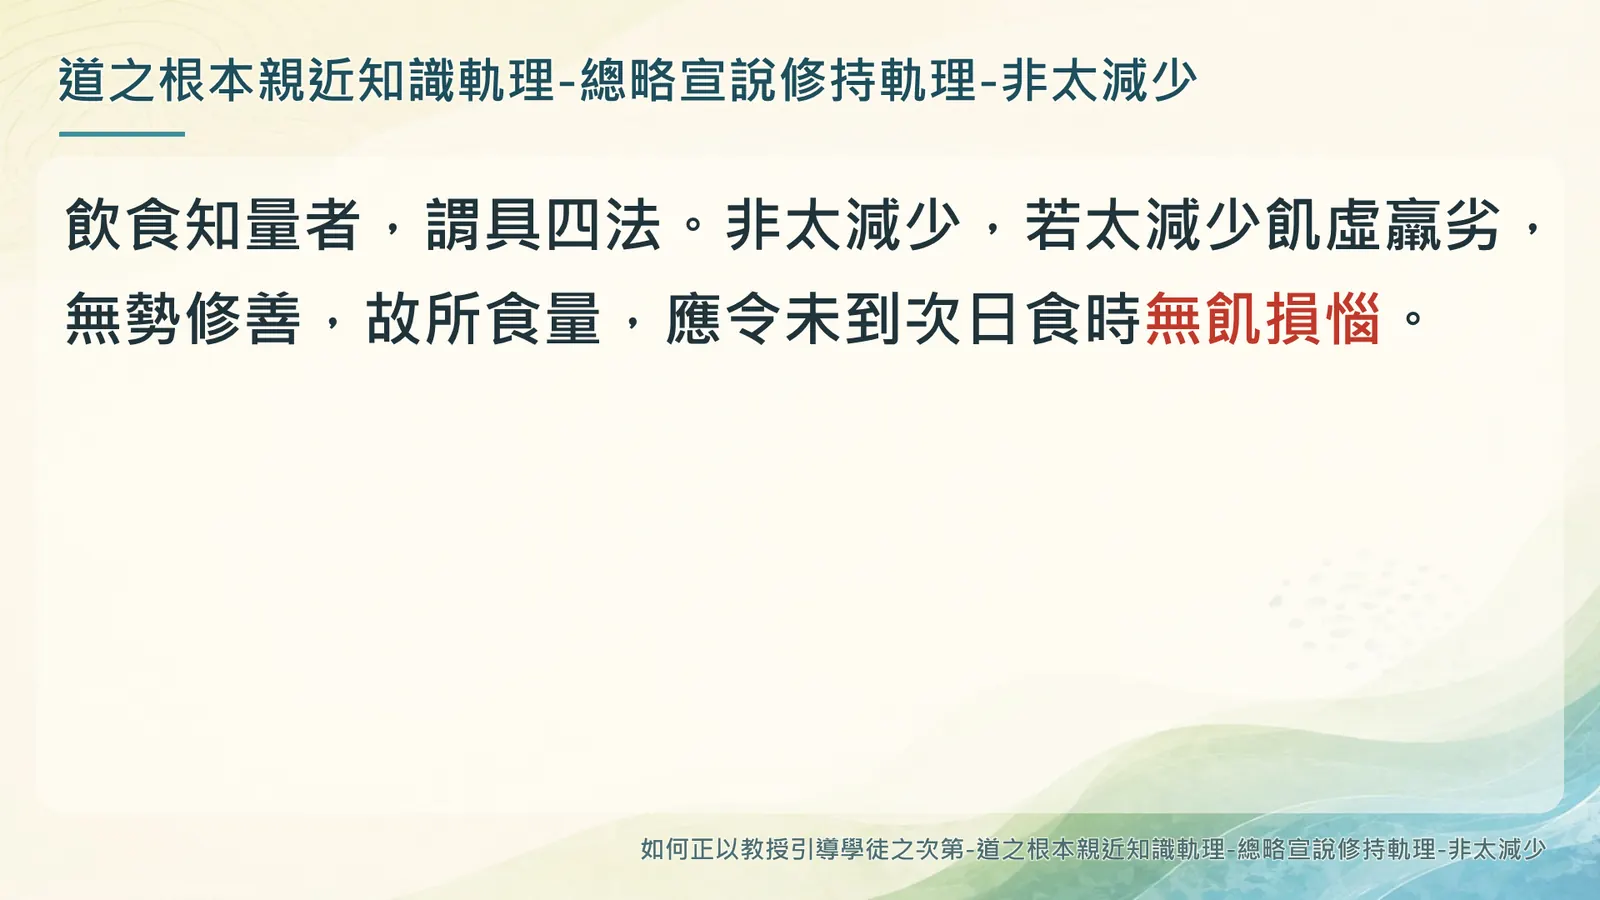 道之根本親近知識軌理-總略宣說修持軌理-非太減少
飲食知量者，謂具四法。非太減少，若太減少飢虛羸劣，
無勢修善，故所食量，應令未到次日食時無飢損惱。
如何正以教授引導學徒之次第-道之根本親近知識軌理-總略宣說修持軌理-非太減少